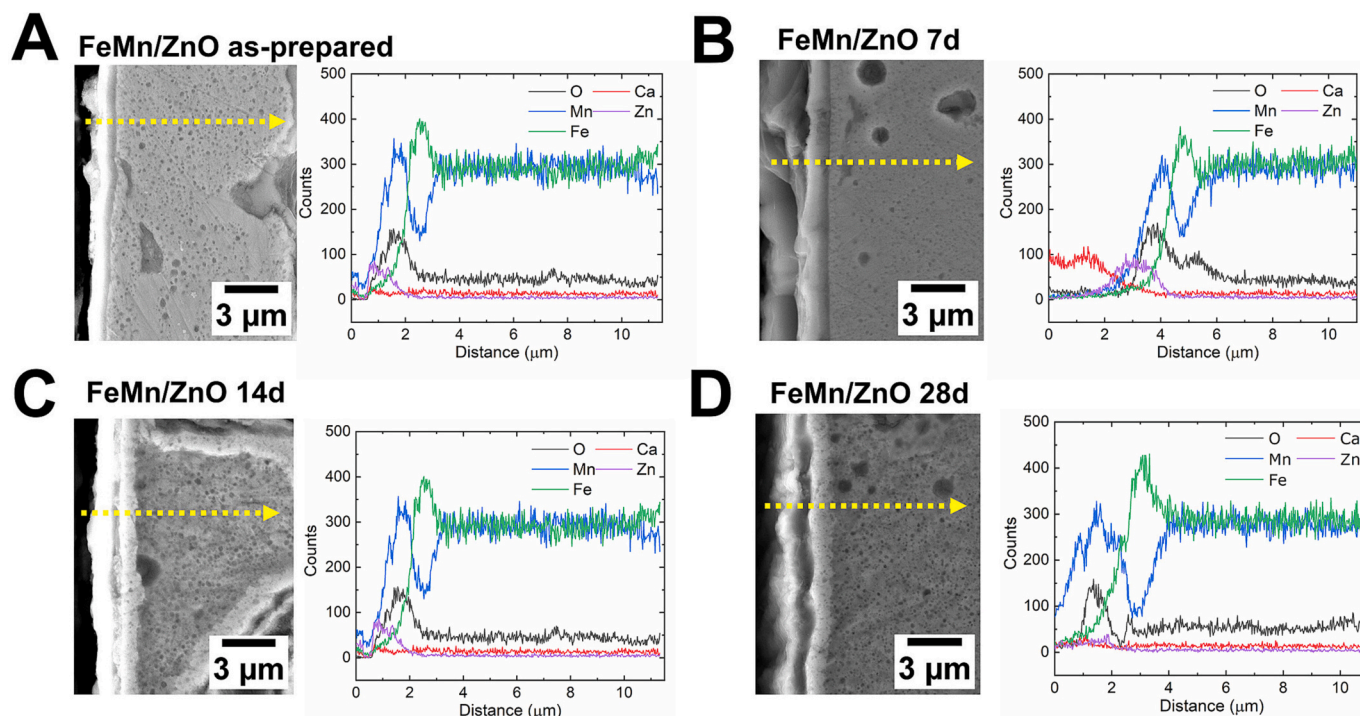 A
FeMn/ZnO as-prepared
3 µm
500
400
300
200
100
0
Counts
O
Ca
Mn
Zn
Fe
0 2 4 6 8 10
Distance (µm)
B
FeMn/ZnO 7d
3 µm
500
400
300
200
100
0
Counts
O
Ca
Mn
Zn
Fe
0 2 4 6 8 10
Distance (µm)
C
FeMn/ZnO 14d
3 µm
500
400
300
200
100
0
Counts
O
Ca
Mn
Zn
Fe
0 2 4 6 8 10
Distance (µm)
D
FeMn/ZnO 28d
3 µm
500
400
300
200
100
0
Counts
O
Ca
Mn
Zn
Fe
0 2 4 6 8 10
Distance (µm)